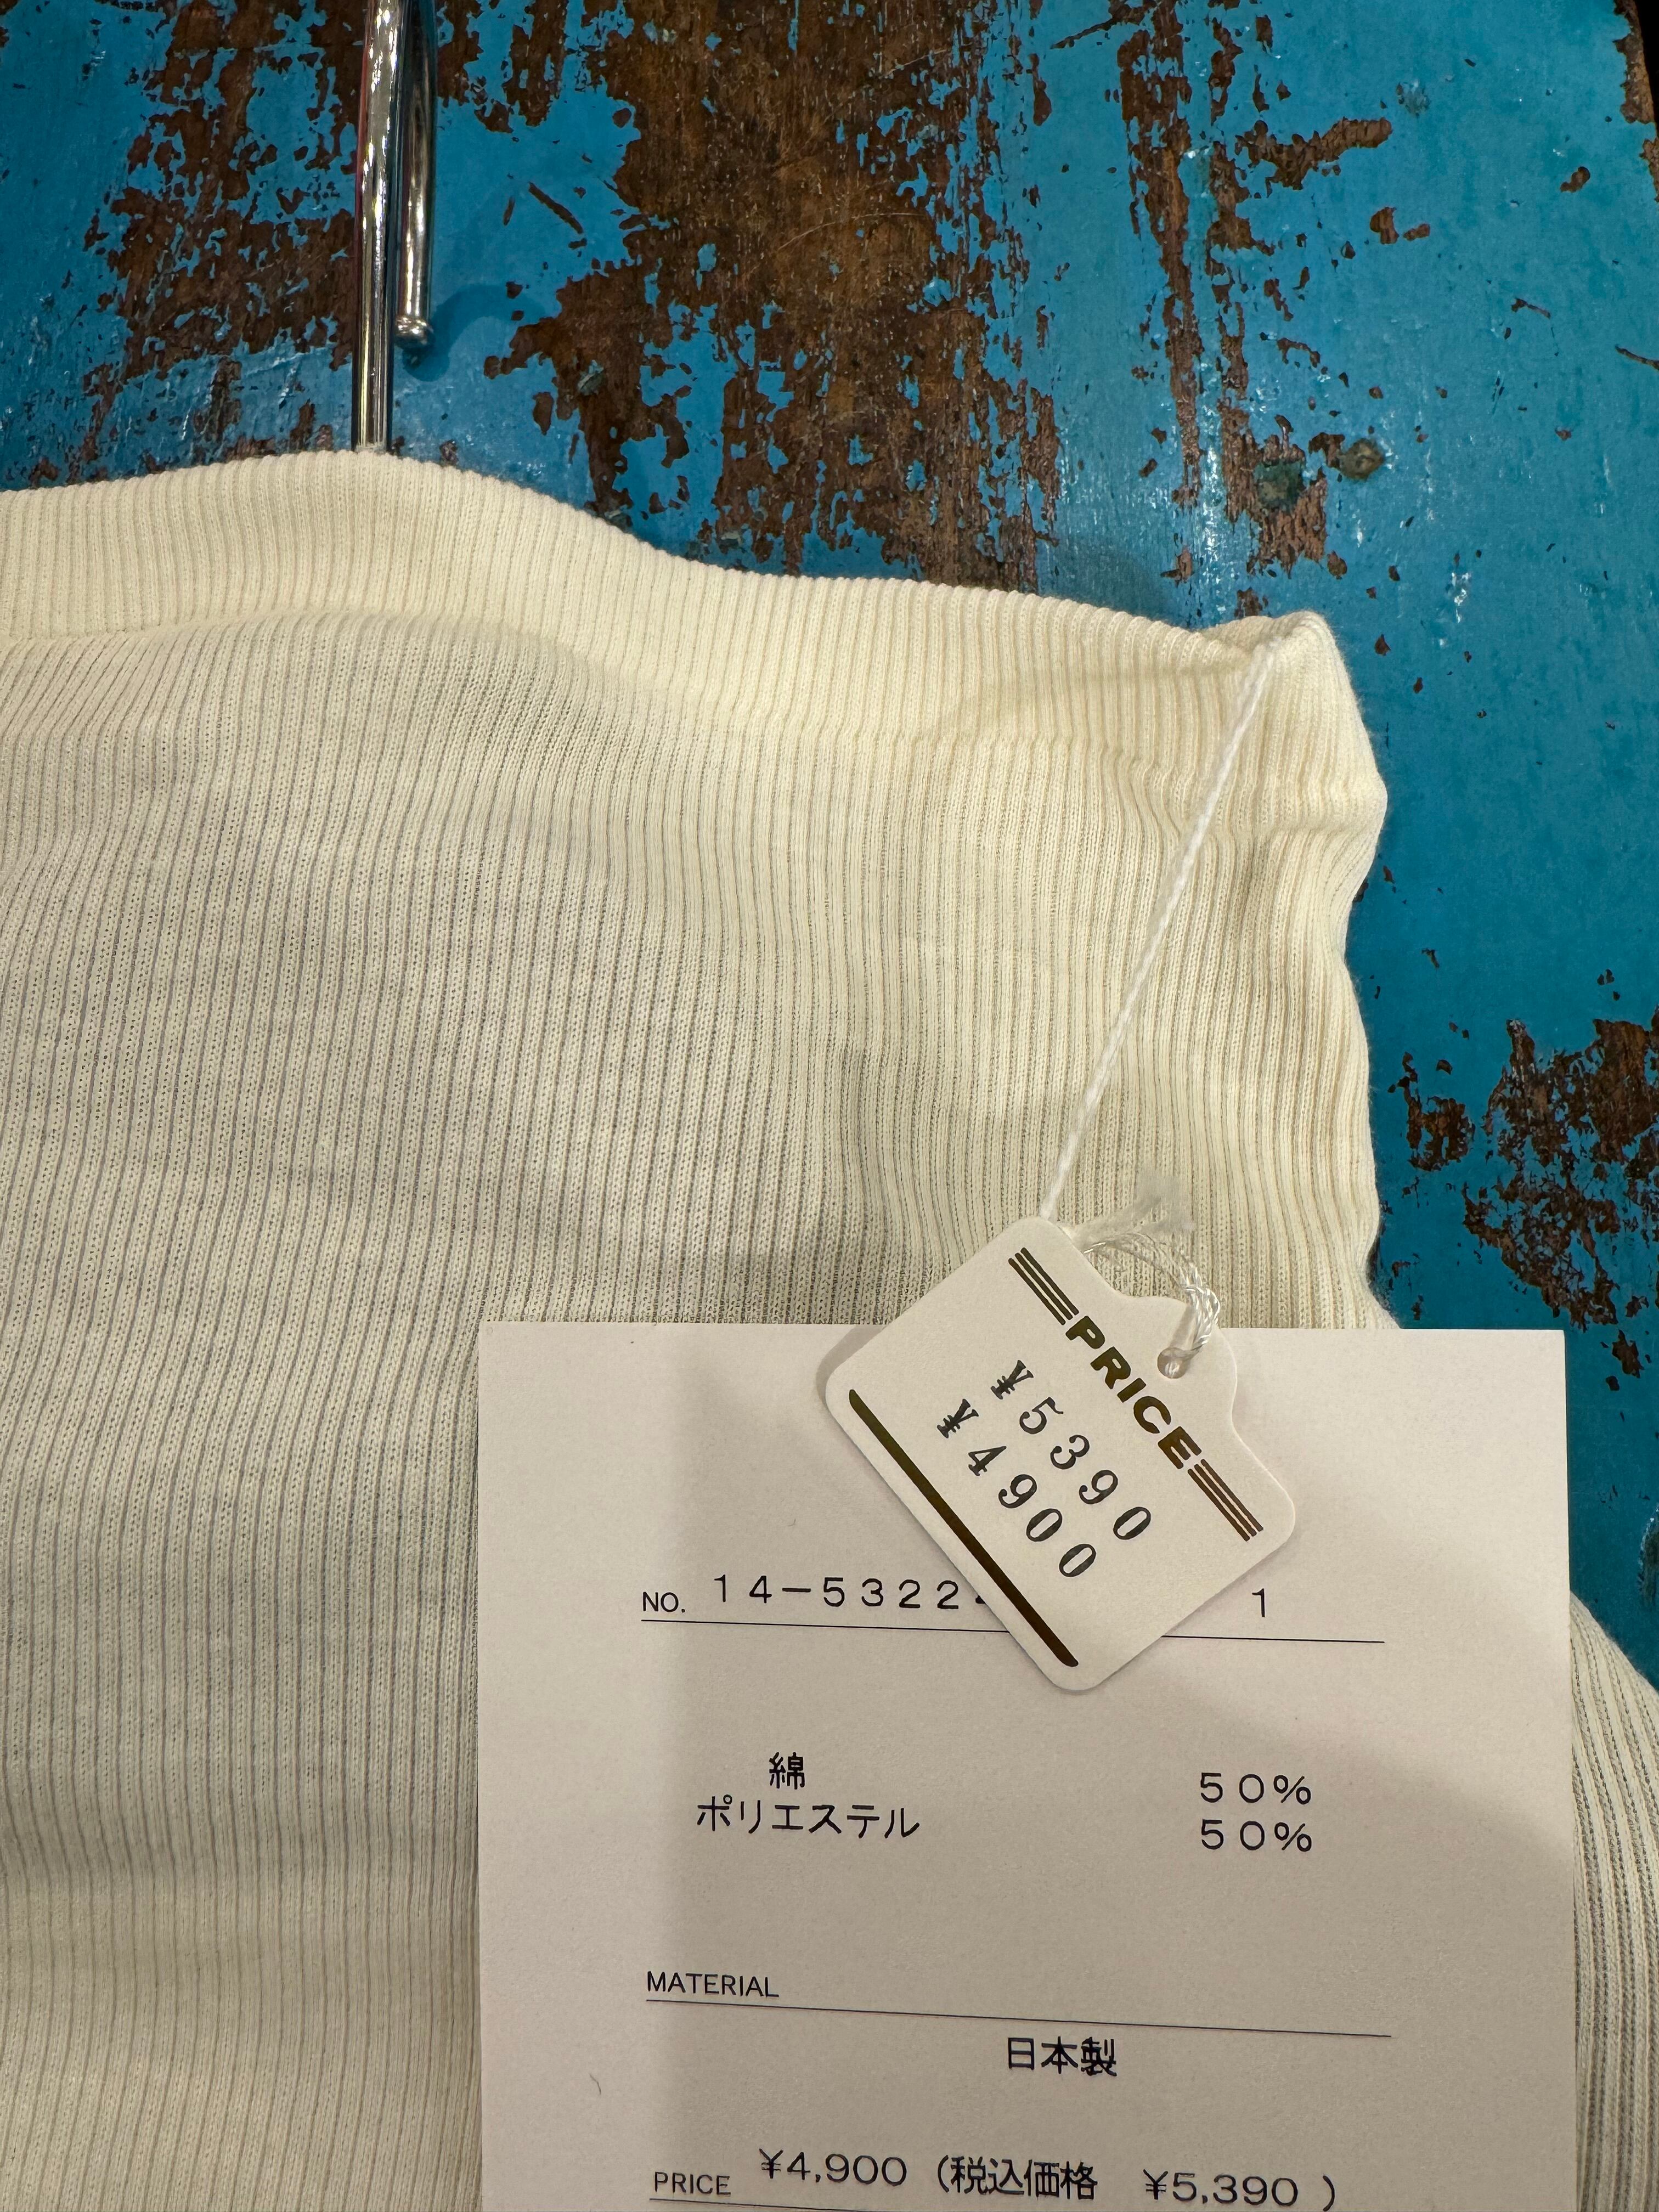 PRICE
¥5390
¥4900
NO. 14-5322 1
綿 50%
ポリエステル 50%
MATERIAL
日本製
PRICE ¥4,900 (税込価格 ¥5,390 )